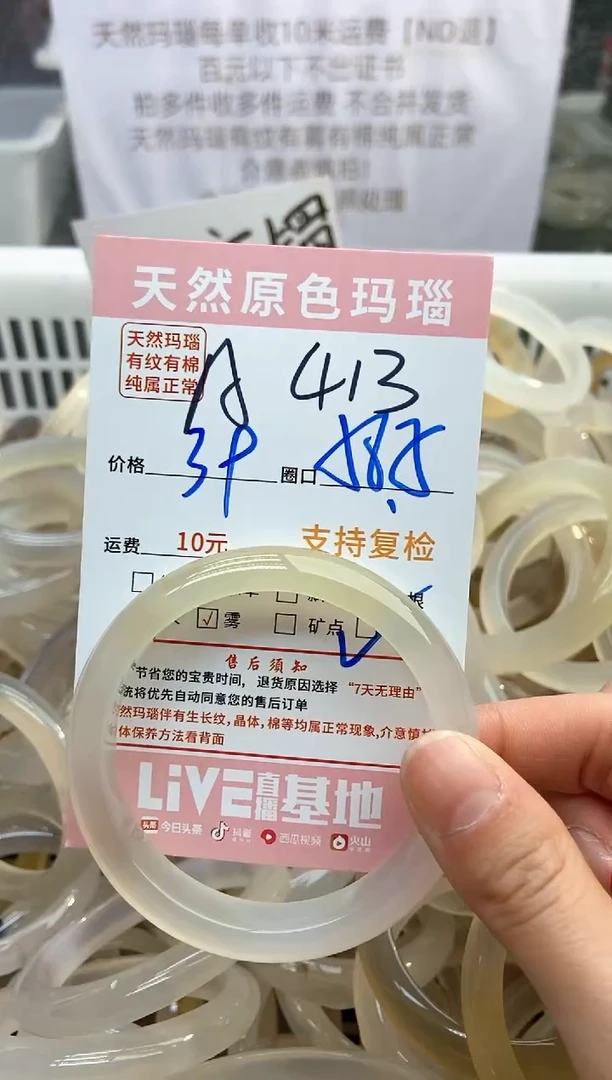 天然玛瑙每单收10米运费【NO退】
百元以下不出证书
拍多件收多件运费 不合并发货
天然玛瑙有纹有雾有棉纯属正常
介意者慎拍!
天然原色玛瑙
天然玛瑙
有纹有棉
纯属正常
A 413
价格 圈口
运费 10元 支持复检
☑ 雾 □ 矿点
售后须知
节省您的宝贵时间，退货原因选择“7天无理由”
统将优先自动同意您的售后订单
然玛瑙伴有生长纹,晶体,棉等均属正常现象,介意慎
体保养方法看背面
LiVE直播基地
头条 今日头条 抖音 西瓜视频 火山